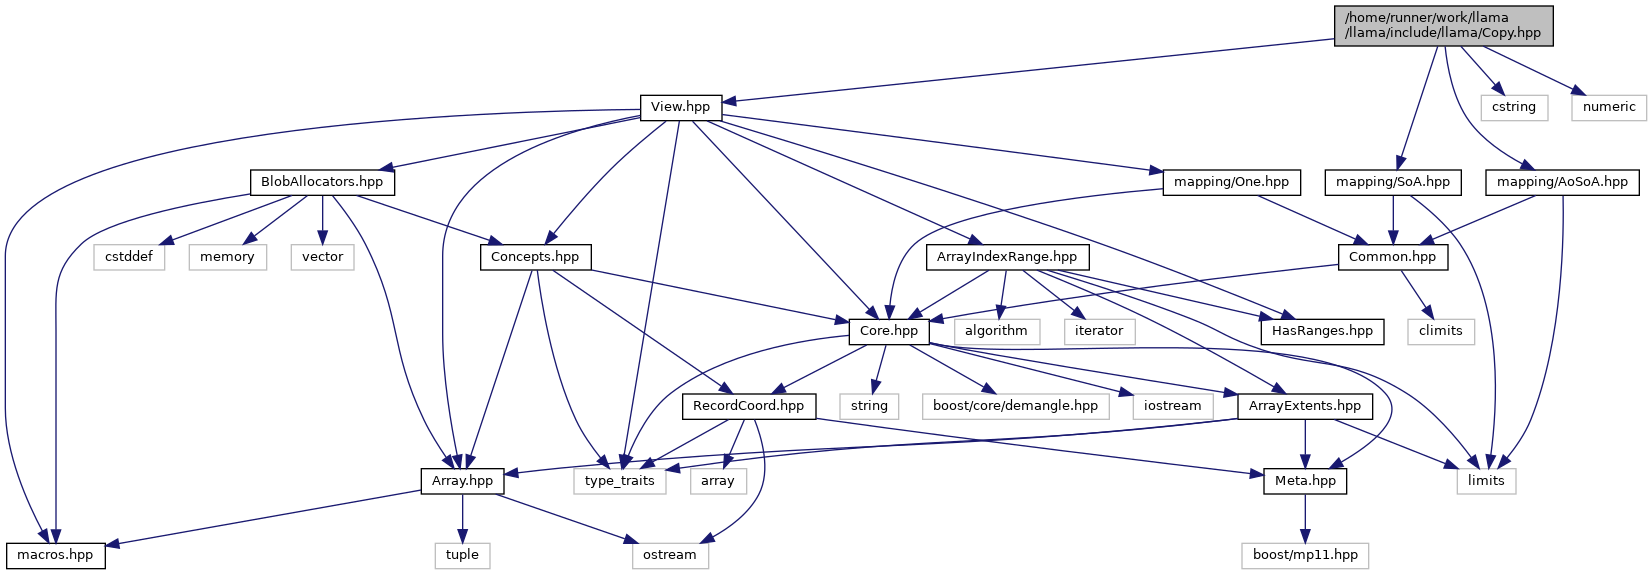 /home/runner/work/llama
/llama/include/llama/Copy.hpp
View.hpp
cstring
numeric
BlobAllocators.hpp
mapping/One.hpp
mapping/SoA.hpp
mapping/AoSoA.hpp
cstddef
memory
vector
Concepts.hpp
ArrayIndexRange.hpp
Common.hpp
Core.hpp
algorithm
iterator
HasRanges.hpp
climits
RecordCoord.hpp
string
boost/core/demangle.hpp
iostream
ArrayExtents.hpp
Array.hpp
type_traits
array
Meta.hpp
limits
macros.hpp
tuple
ostream
boost/mp11.hpp